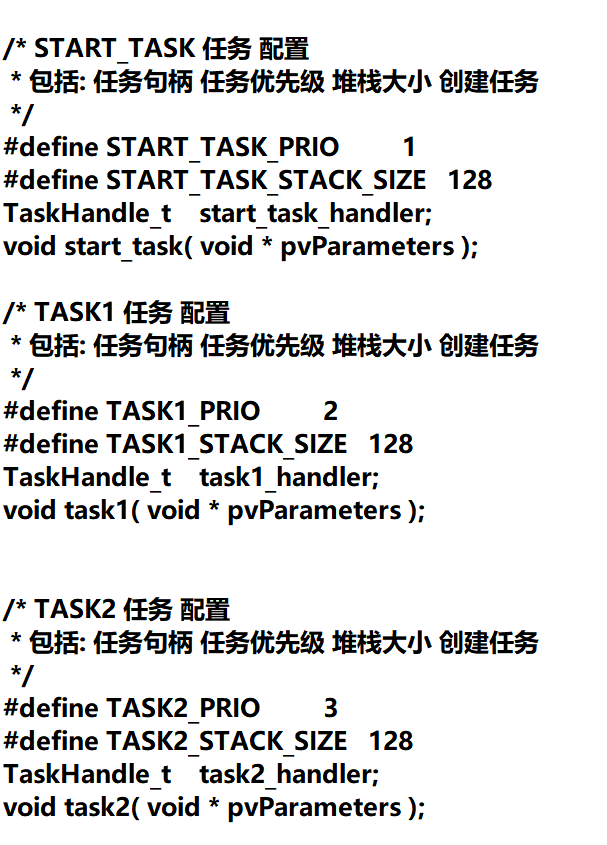 /* START_TASK 任务 配置
 * 包括: 任务句柄 任务优先级 堆栈大小 创建任务
 */
#define START_TASK_PRIO         1
#define START_TASK_STACK_SIZE   128
TaskHandle_t    start_task_handler;
void start_task( void * pvParameters );

/* TASK1 任务 配置
 * 包括: 任务句柄 任务优先级 堆栈大小 创建任务
 */
#define TASK1_PRIO         2
#define TASK1_STACK_SIZE   128
TaskHandle_t    task1_handler;
void task1( void * pvParameters );

/* TASK2 任务 配置
 * 包括: 任务句柄 任务优先级 堆栈大小 创建任务
 */
#define TASK2_PRIO         3
#define TASK2_STACK_SIZE   128
TaskHandle_t    task2_handler;
void task2( void * pvParameters );